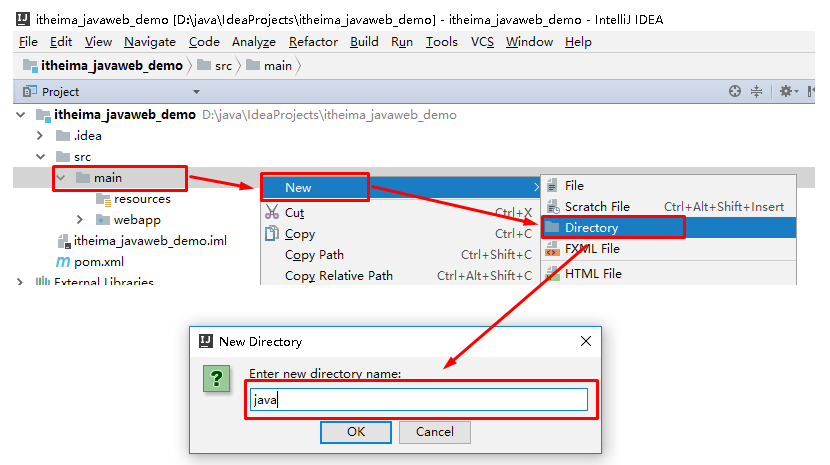 itheima_javaweb_demo [D:\java\IdeaProjects\itheima_javaweb_demo] - itheima_javaweb_demo - IntelliJ IDEA
File Edit View Navigate Code Analyze Refactor Build Run Tools VCS Window Help
itheima_javaweb_demo src main
Project
itheima_javaweb_demo D:\java\IdeaProjects\itheima_javaweb_demo
.idea
src
main
resources
webapp
itheima_javaweb_demo.iml
pom.xml
External Libraries
New
Cut Ctrl+X
Copy Ctrl+C
Copy Path Ctrl+Shift+C
Copy Relative Path Ctrl+Alt+Shift+C
File
Scratch File Ctrl+Alt+Shift+Insert
Directory
FXML File
HTML File
New Directory
Enter new directory name:
java
OK Cancel